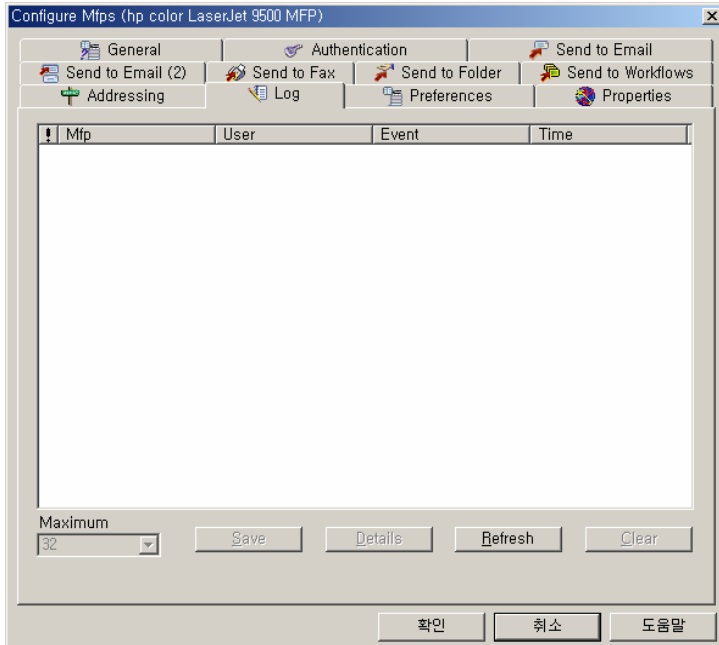 Configure Mfps (hp color LaserJet 9500 MFP)
General Authentication Send to Email
Send to Email (2) Send to Fax Send to Folder Send to Workflows
Addressing Log Preferences Properties
! Mfp User Event Time
Maximum
32 Save Details Refresh Clear
확인 취소 도움말